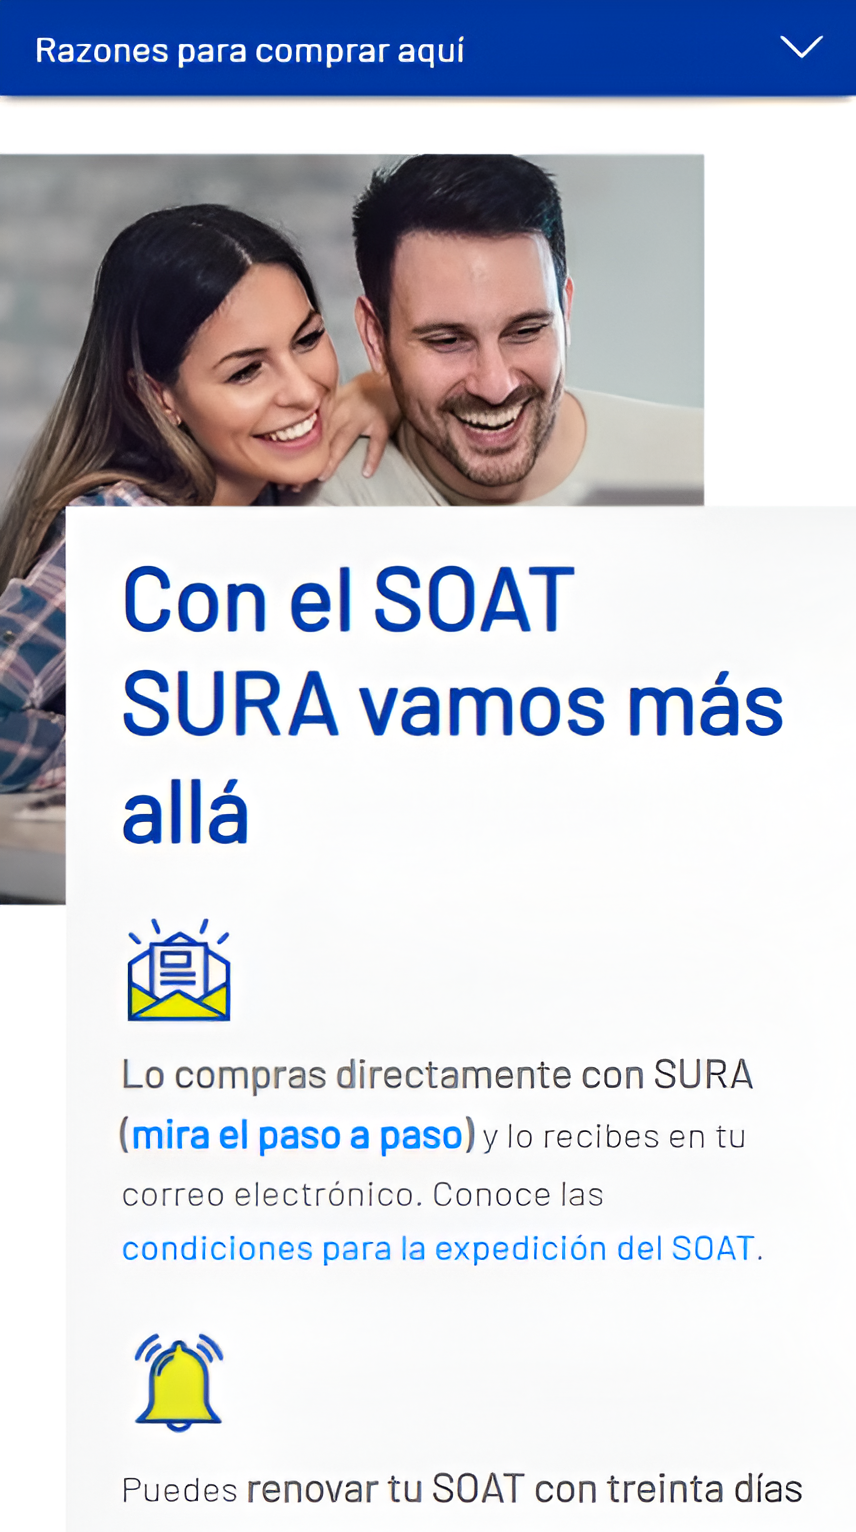 Razones para comprar aquí
Con el SOAT
SURA vamos más
allá
Lo compras directamente con SURA
(mira el paso a paso) y lo recibes en tu
correo electrónico. Conoce las
condiciones para la expedición del SOAT.
Puedes renovar tu SOAT con treinta días